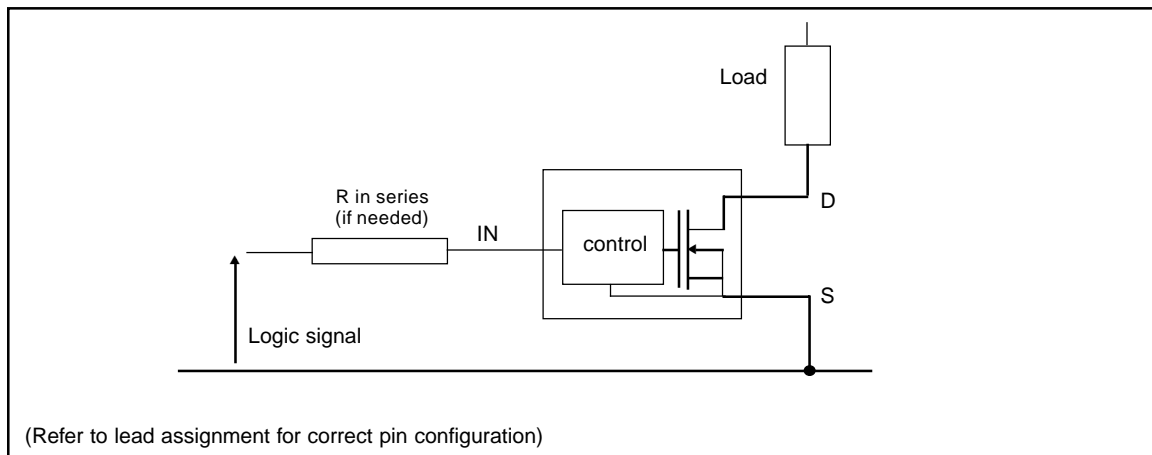 Load
R in series
(if needed)
IN
D
control
S
Logic signal
(Refer to lead assignment for correct pin configuration)